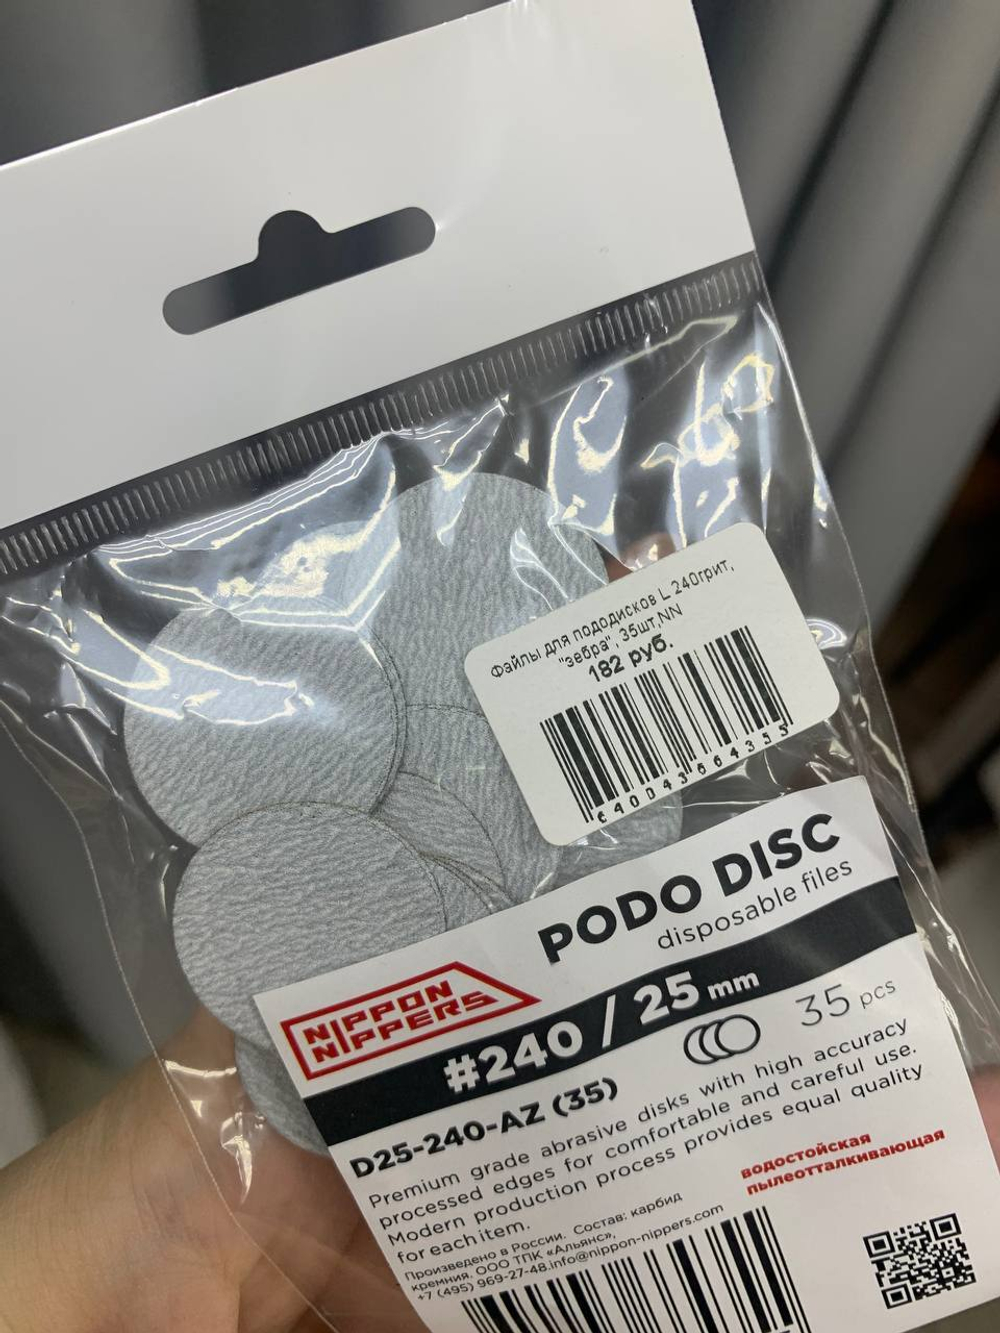 Файлы для пододисков L 240грит,
"зебра", 35шт,NN
182 руб.
PODO DISC
disposable files
NIPPON
NIPPERS
#240 / 25 mm
35 pcs
D25-240-AZ (35)
Premium grade abrasive disks with high accuracy
processed edges for comfortable and careful use.
Modern production process provides equal quality
for each item.
водостойская
пылеотталкивающая
Произведено в России. Состав: карбид
кремния. ООО ТПК «Альянс»,
+7 (495) 969-27-48.info@nippon-nippers.com